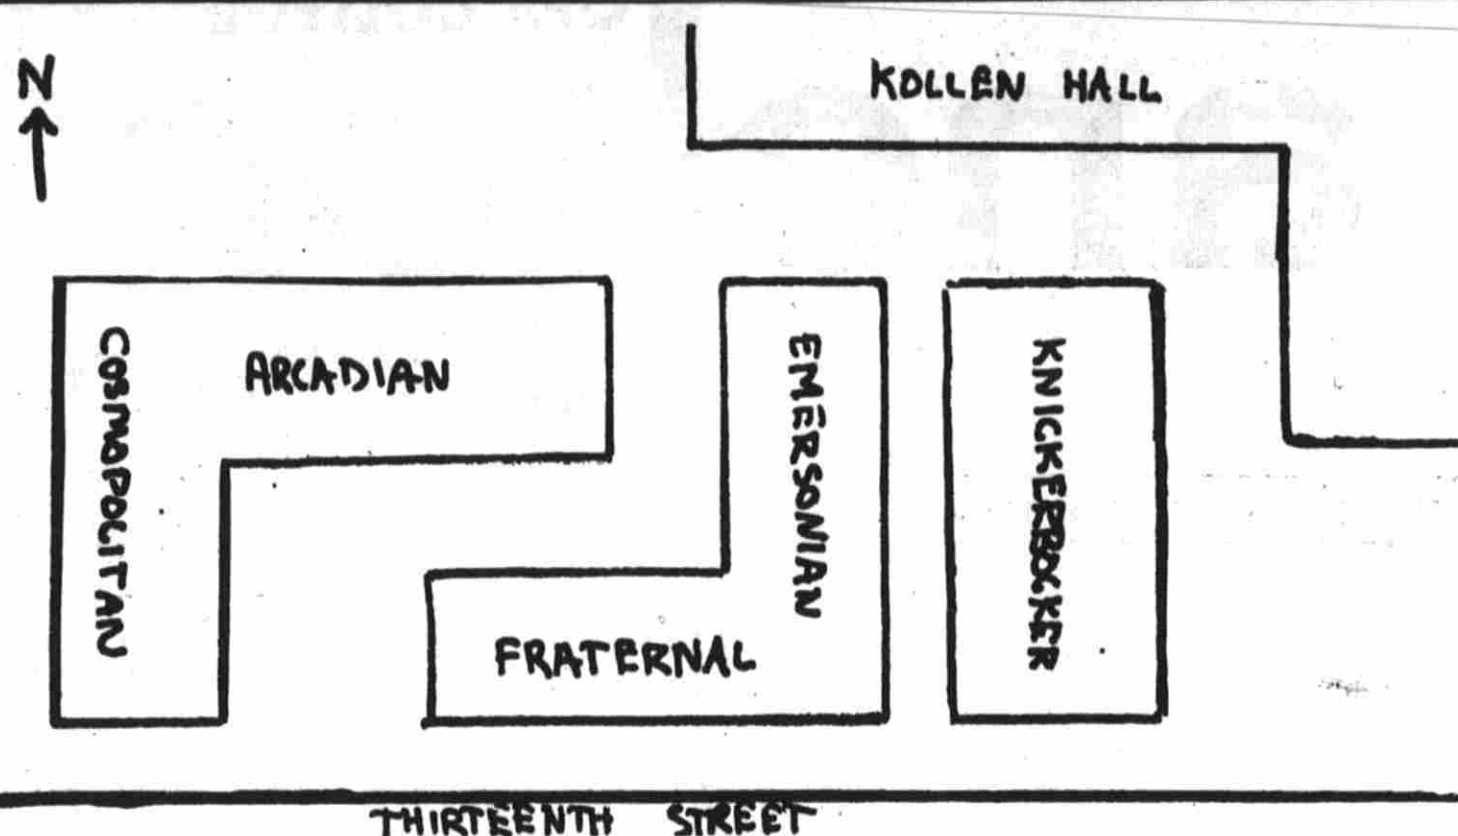 N
KOLLEN HALL
COSMOPOLITAN
ARCADIAN
EMERSONIAN
KNICKERBOCKER
FRATERNAL
THIRTEENTH STREET